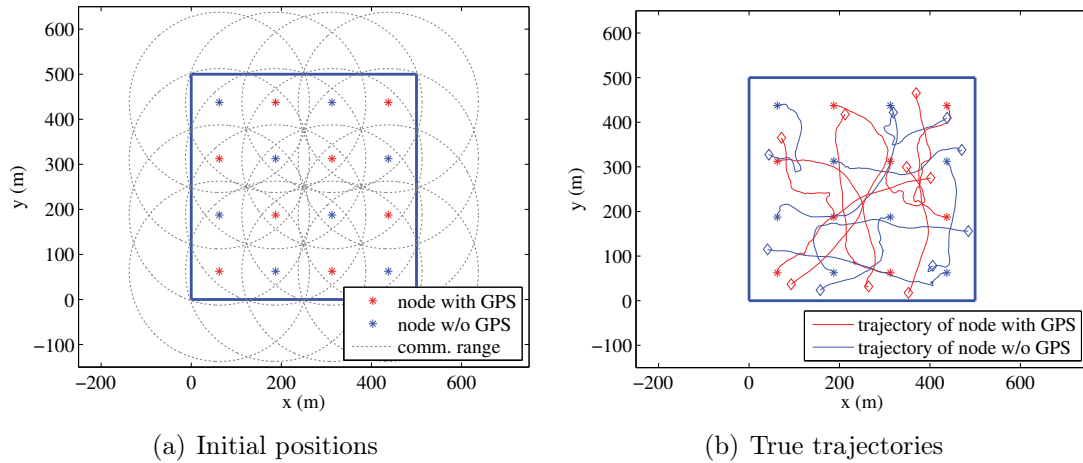 600
500
400
300
200
100
0
−100
y (m)
−200
0
200
400
600
x (m)
node with GPS
node w/o GPS
comm. range
(a) Initial positions
600
500
400
300
200
100
0
−100
y (m)
−200
0
200
400
600
x (m)
trajectory of node with GPS
trajectory of node w/o GPS
(b) True trajectories